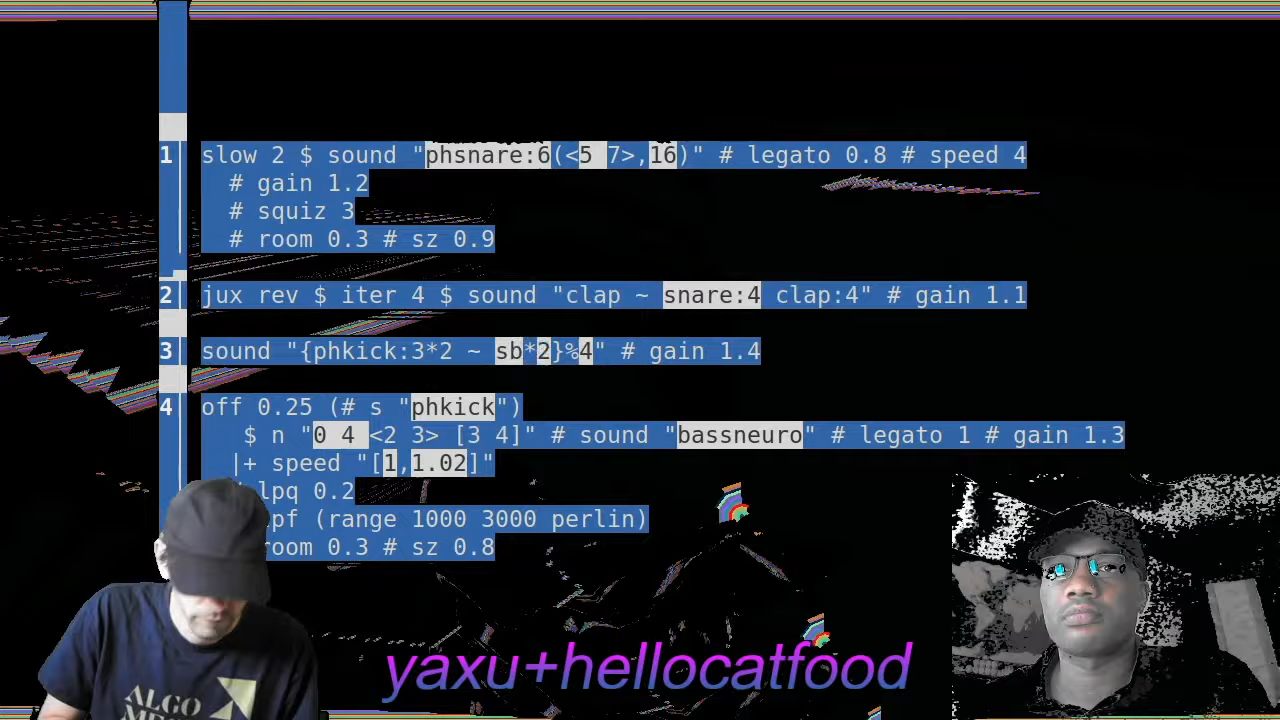 1 slow 2 $ sound "phsnare:6(<5 7>,16)" # legato 0.8 # speed 4
# gain 1.2
# squiz 3
# room 0.3 # sz 0.9
2 jux rev $ iter 4 $ sound "clap ~ snare:4 clap:4" # gain 1.1
3 sound "{phkick:3*2 ~ sb*2}%4" # gain 1.4
4 off 0.25 (# s "phkick")
$ n "0 4 <2 3> [3 4]" # sound "bassneuro" # legato 1 # gain 1.3
|+ speed "[1,1.02]"
lpq 0.2
pf (range 1000 3000 perlin)
room 0.3 # sz 0.8
yaxu+hellocatfood
ALGO